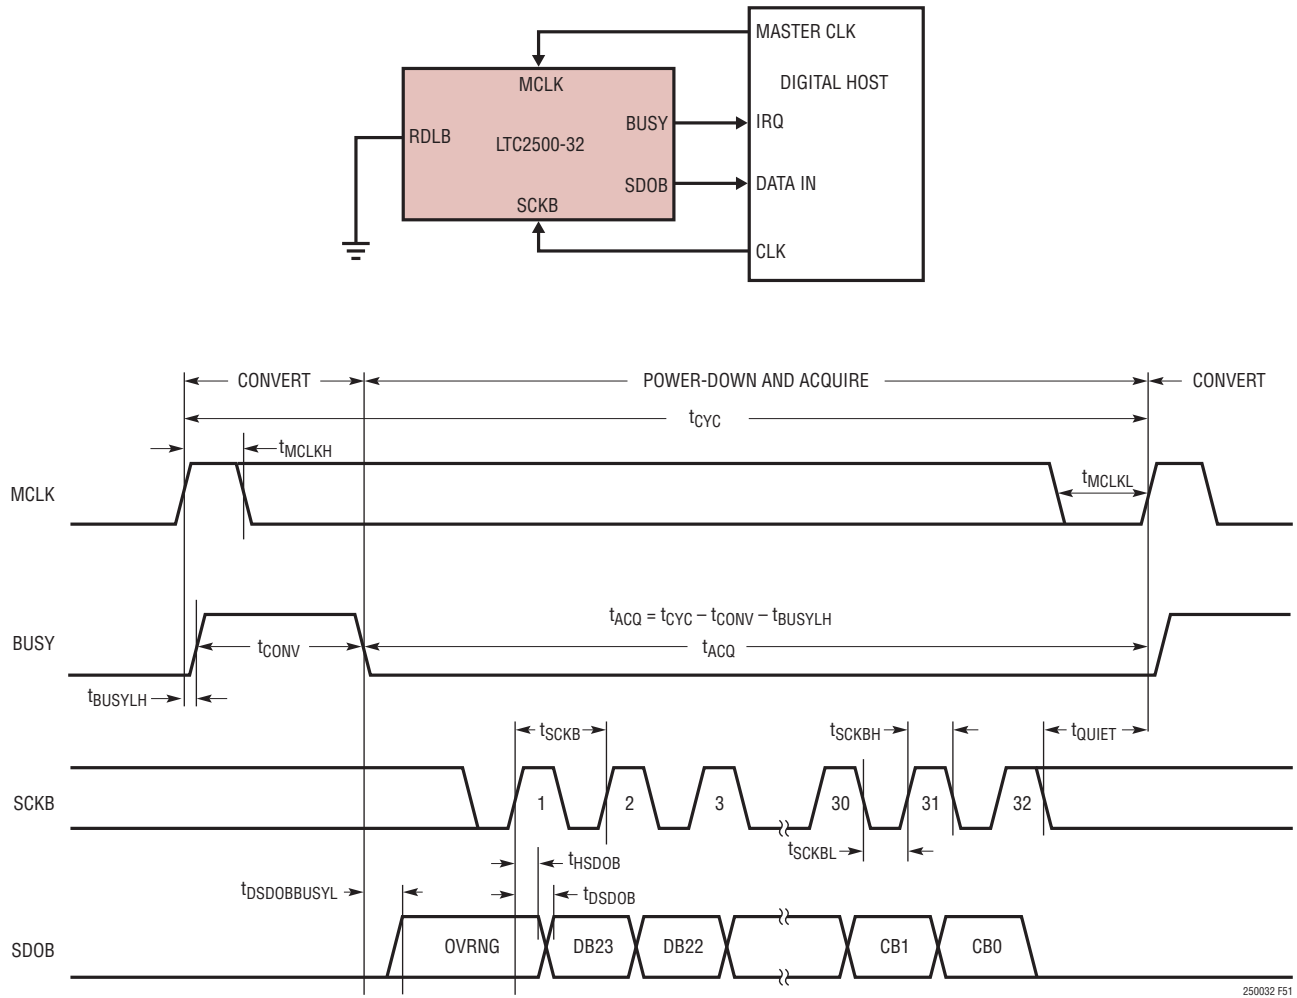 MASTER CLK
MCLK
DIGITAL HOST
BUSY
IRQ
RDLB
LTC2500-32
SDOB
DATA IN
SCKB
CLK
CONVERT
POWER-DOWN AND ACQUIRE
CONVERT
tCYC
tMCLKH
tMCLKL
MCLK
tACQ = tCYC – tCONV – tBUSYLH
BUSY
tCONV
tACQ
tBUSYLH
tSCKB
tSCKBH
tQUIET
SCKB
1
2
3
30
31
32
tSCKBL
tHSDOB
tDSDOBBUSYL
tDSDOB
SDOB
OVRNG
DB23
DB22
CB1
CB0
250032 F51